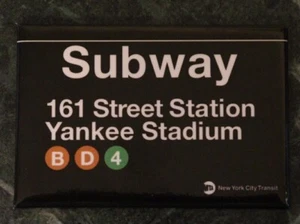 Subway
161 Street Station
Yankee Stadium
B D 4
New York City Transit